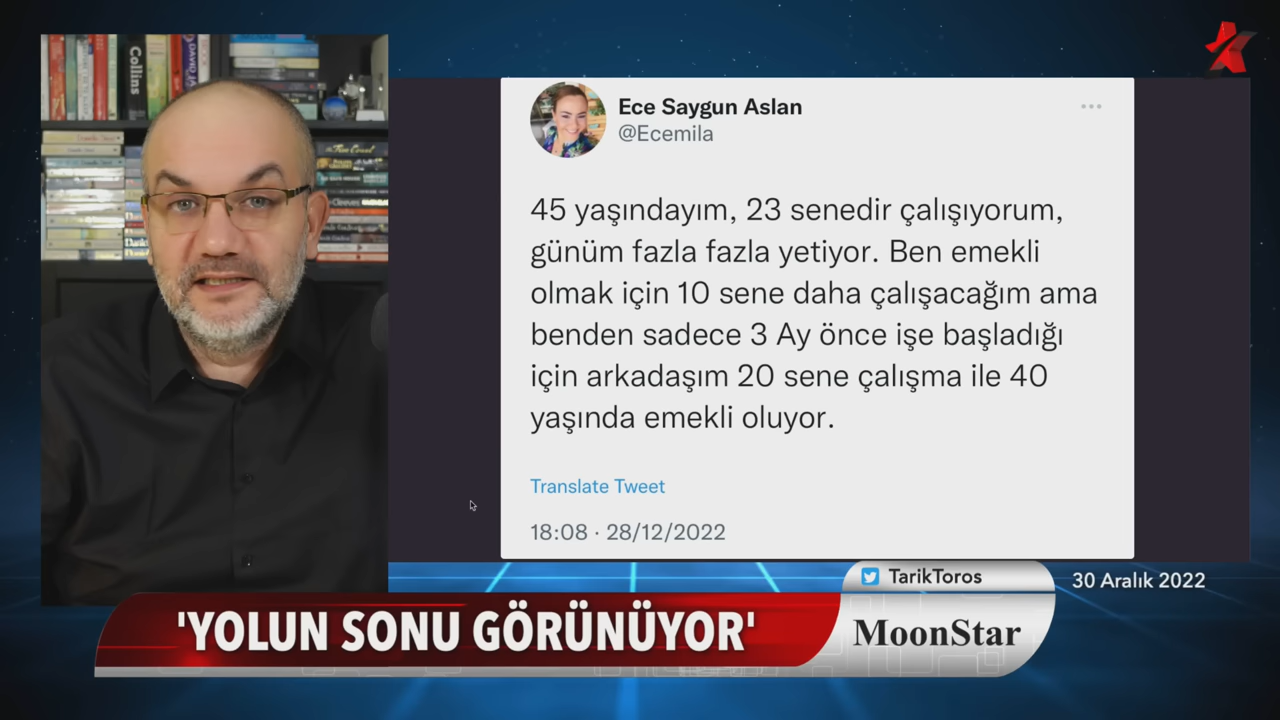 Collins
Ece Saygun Aslan
@Ecemila
45 yaşındayım, 23 senedir çalışıyorum,
günüm fazla fazla yetiyor. Ben emekli
olmak için 10 sene daha çalışacağım ama
benden sadece 3 Ay önce işe başladığı
için arkadaşım 20 sene çalışma ile 40
yaşında emekli oluyor.
Translate Tweet
18:08 · 28/12/2022
TarikToros
30 Aralık 2022
'YOLUN SONU GÖRÜNÜYOR'
MoonStar